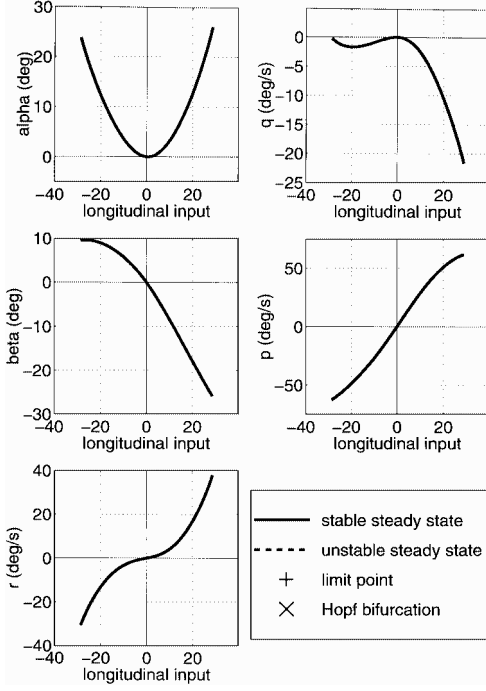 30
20
10
0
alpha (deg)
−40 −20 0 20
longitudinal input
0
−5
−10
−15
−20
−25
q (deg/s)
−40 −20 0 20
longitudinal input
10
0
−10
−20
−30
beta (deg)
−40 −20 0 20
longitudinal input
50
0
−50
p (deg/s)
−40 −20 0 20
longitudinal input
40
20
0
−20
−40
r (deg/s)
−40 −20 0 20
longitudinal input
stable steady state
unstable steady state
limit point
Hopf bifurcation